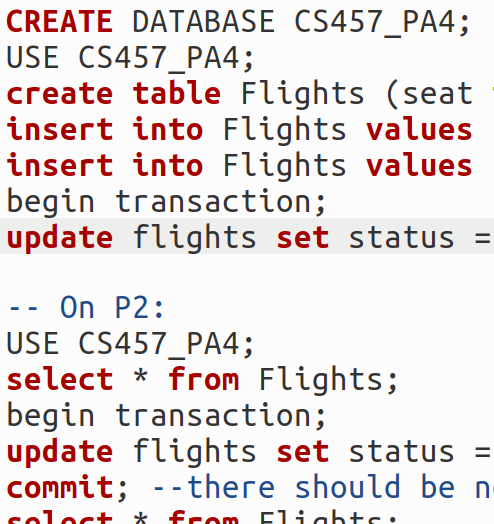 CREATE DATABASE CS457_PA4;
USE CS457_PA4;
create table Flights (seat
insert into Flights values
insert into Flights values
begin transaction;
update flights set status =
-- On P2:
USE CS457_PA4;
select * from Flights;
begin transaction;
update flights set status =
commit; --there should be
select * from Flights;